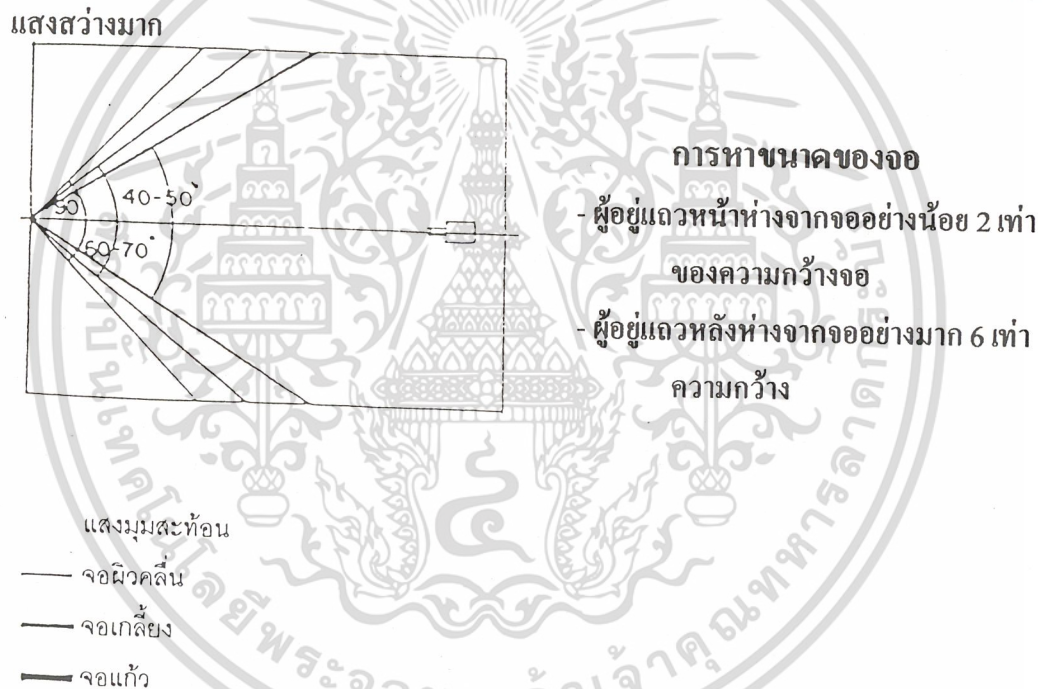 แสงสว่างมาก
90°
40-50°
60-70°
การหาขนาดของจอ
- ผู้อยู่แถวหน้าห่างจากจออย่างน้อย 2 เท่า
ของความกว้างจอ
- ผู้อยู่แถวหลังห่างจากจออย่างมาก 6 เท่า
ความกว้าง
แสงมุมสะท้อน
จอผิวคลื่น
จอเกลี้ยง
จอแก้ว